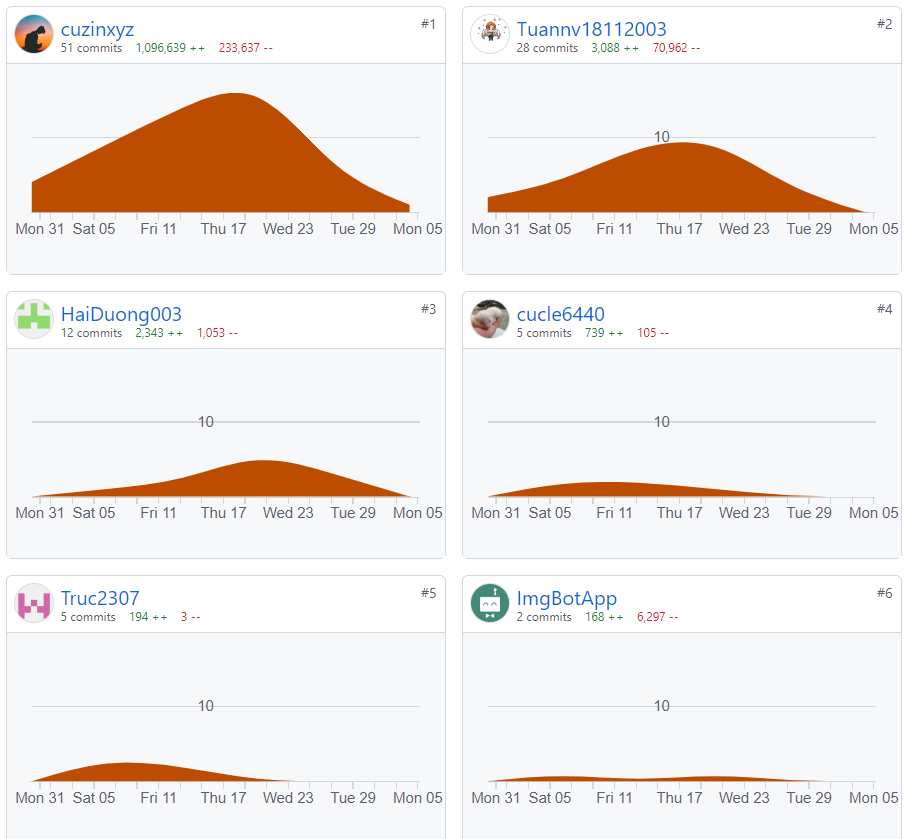 cuzinxyz #1
51 commits 1,096,639 ++ 233,637 --
Mon 31 Sat 05 Fri 11 Thu 17 Wed 23 Tue 29 Mon 05
Tuannv18112003 #2
28 commits 3,088 ++ 70,962 --
10
Mon 31 Sat 05 Fri 11 Thu 17 Wed 23 Tue 29 Mon 05
HaiDuong003 #3
12 commits 2,343 ++ 1,053 --
10
Mon 31 Sat 05 Fri 11 Thu 17 Wed 23 Tue 29 Mon 05
cucle6440 #4
5 commits 739 ++ 105 --
10
Mon 31 Sat 05 Fri 11 Thu 17 Wed 23 Tue 29 Mon 05
Truc2307 #5
5 commits 194 ++ 3 --
10
Mon 31 Sat 05 Fri 11 Thu 17 Wed 23 Tue 29 Mon 05
ImgBotApp #6
2 commits 168 ++ 6,297 --
10
Mon 31 Sat 05 Fri 11 Thu 17 Wed 23 Tue 29 Mon 05